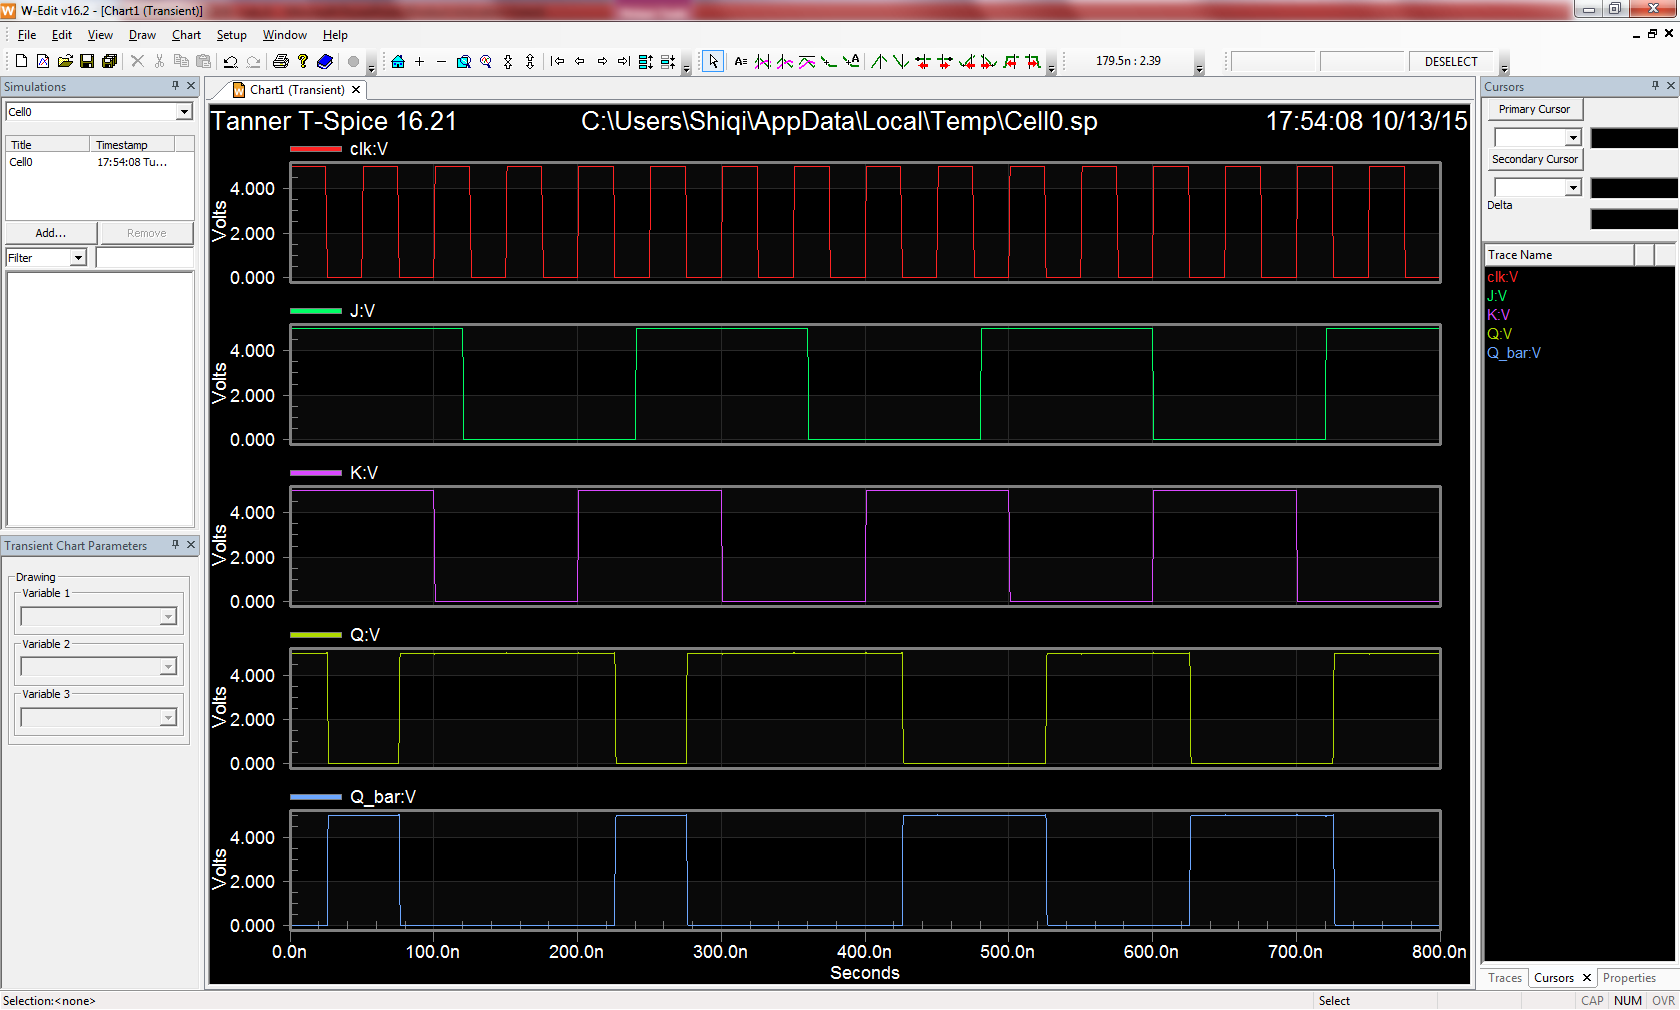 W-Edit v16.2 - [Chart1 (Transient)]
File Edit View Draw Chart Setup Window Help
179.5n : 2.39
DESELECT
Simulations
Cell0
Title Timestamp
Cell0 17:54:08 Tu...
Add... Remove
Filter
Transient Chart Parameters
Drawing
Variable 1
Variable 2
Variable 3
Chart1 (Transient)
Tanner T-Spice 16.21 C:\Users\Shiqi\AppData\Local\Temp\Cell0.sp 17:54:08 10/13/15
clk:V
Volts
4.000
2.000
0.000
J:V
Volts
4.000
2.000
0.000
K:V
Volts
4.000
2.000
0.000
Q:V
Volts
4.000
2.000
0.000
Q_bar:V
Volts
4.000
2.000
0.000
0.0n 100.0n 200.0n 300.0n 400.0n 500.0n 600.0n 700.0n 800.0n
Seconds
Cursors
Primary Cursor
Secondary Cursor
Delta
Trace Name
clk:V
J:V
K:V
Q:V
Q_bar:V
Traces Cursors Properties
Selection:<none> Select CAP NUM OVR